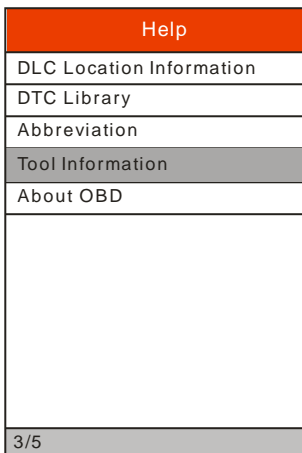 Help
DLC Location Information
DTC Library
Abbreviation
Tool Information
About OBD
3/5